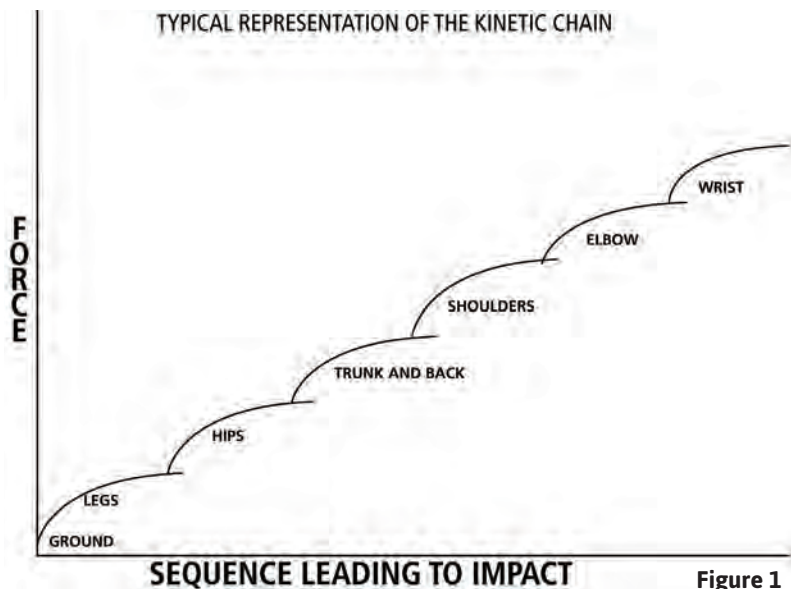 TYPICAL REPRESENTATION OF THE KINETIC CHAIN
FORCE
WRIST
ELBOW
SHOULDERS
TRUNK AND BACK
HIPS
LEGS
GROUND
SEQUENCE LEADING TO IMPACT
Figure 1